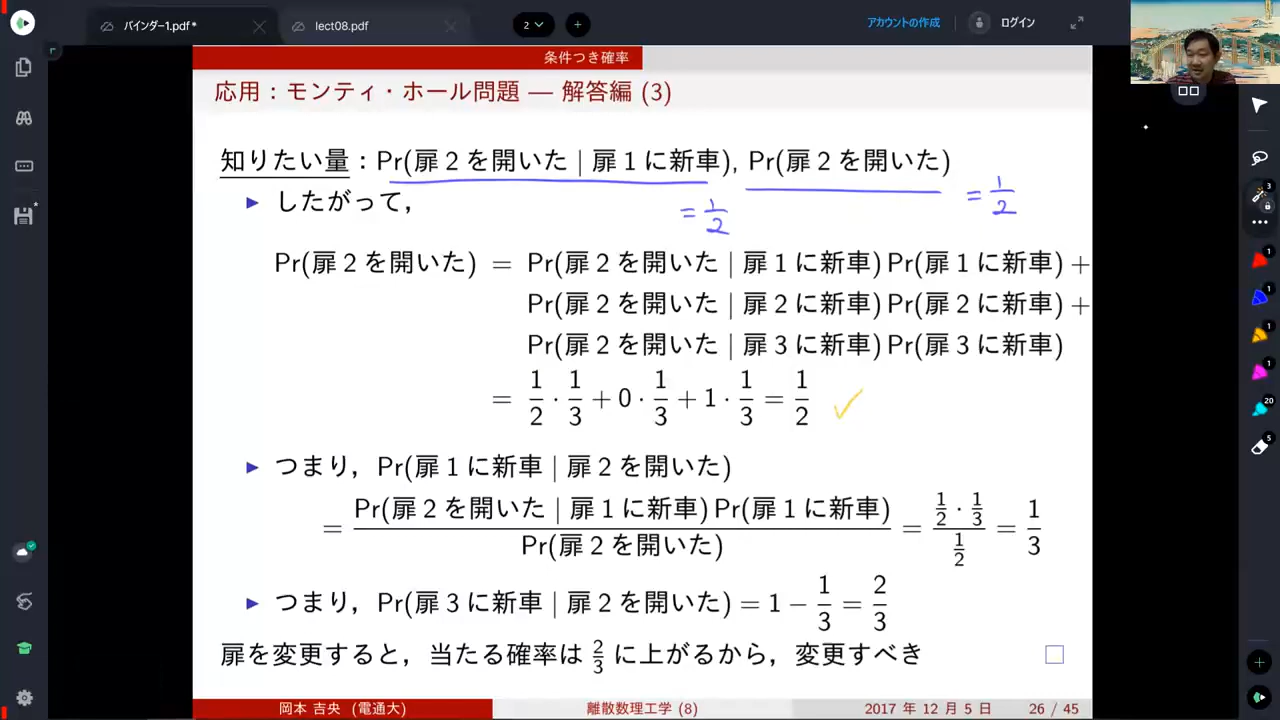 バインダー1.pdf*
lect08.pdf
2
アカウントの作成
ログイン
条件つき確率
応用：モンティ・ホール問題 — 解答編 (3)
知りたい量：Pr(扉 2 を開いた | 扉 1 に新車), Pr(扉 2 を開いた)
= 1/2
= 1/2
▶ したがって，
Pr(扉 2 を開いた) = Pr(扉 2 を開いた | 扉 1 に新車) Pr(扉 1 に新車) +
Pr(扉 2 を開いた | 扉 2 に新車) Pr(扉 2 に新車) +
Pr(扉 2 を開いた | 扉 3 に新車) Pr(扉 3 に新車)
= 1/2 · 1/3 + 0 · 1/3 + 1 · 1/3 = 1/2 ✓
▶ つまり，Pr(扉 1 に新車 | 扉 2 を開いた)
= Pr(扉 2 を開いた | 扉 1 に新車) Pr(扉 1 に新車) / Pr(扉 2 を開いた) = (1/2 · 1/3) / (1/2) = 1/3
▶ つまり，Pr(扉 3 に新車 | 扉 2 を開いた) = 1 − 1/3 = 2/3
扉を変更すると，当たる確率は 2/3 に上がるから，変更すべき □
岡本 吉央 (電通大)
離散数理工学 (8)
2017 年 12 月 5 日
26 / 45
3
1
1
1
1
20
5